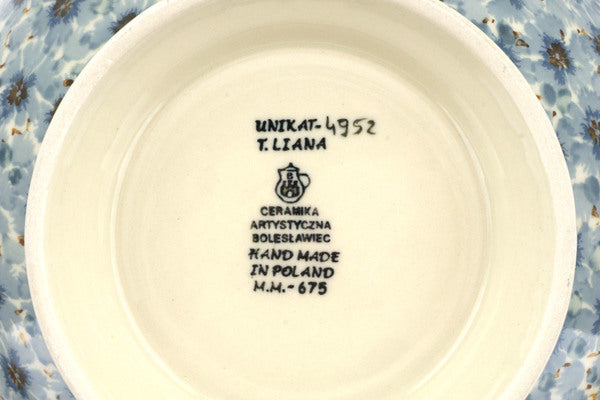 UNIKAT-4952
T. LIANA
CERAMIKA
ARTYSTYCZNA
BOLESŁAWIEC
HAND MADE
IN POLAND
M.M.-675